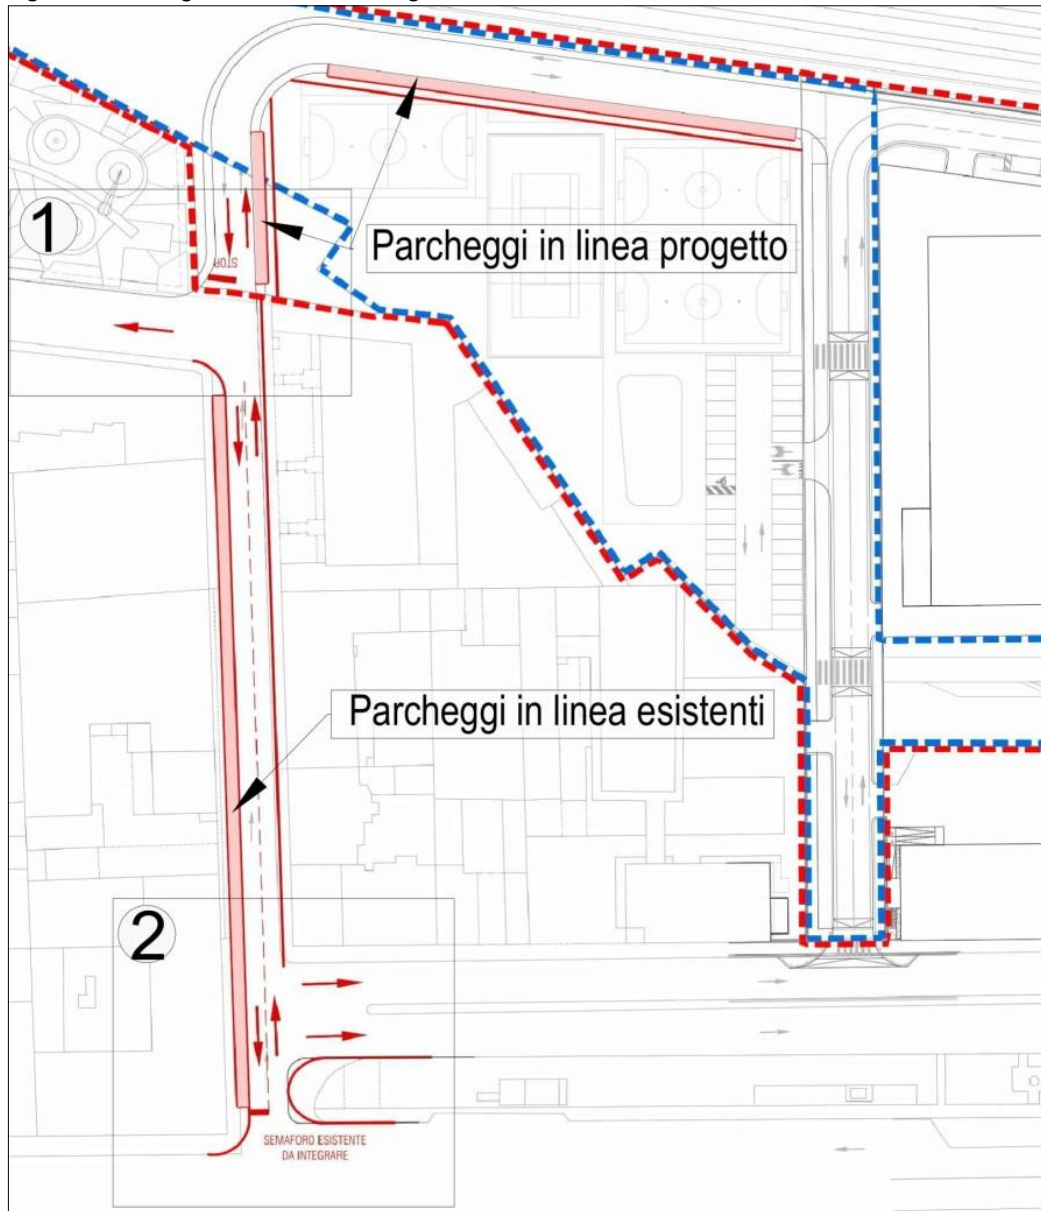 1
Parcheggi in linea progetto
STOP
Parcheggi in linea esistenti
2
SEMAFORO ESISTENTE
DA INTEGRARE